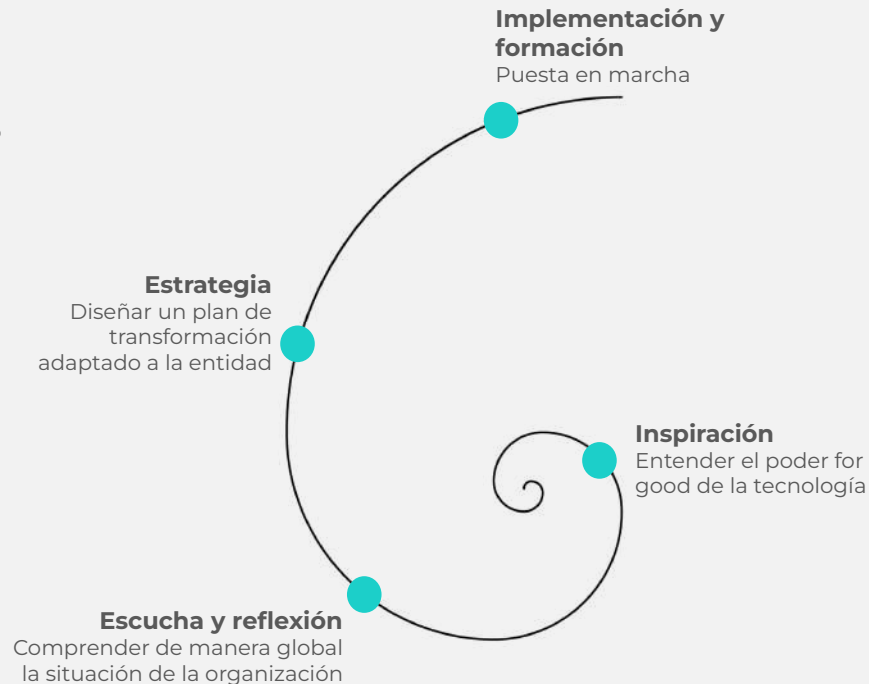 Implementación y
formación
Puesta en marcha
Estrategia
Diseñar un plan de
transformación
adaptado a la entidad
Inspiración
Entender el poder for
good de la tecnología
Escucha y reflexión
Comprender de manera global
la situación de la organización